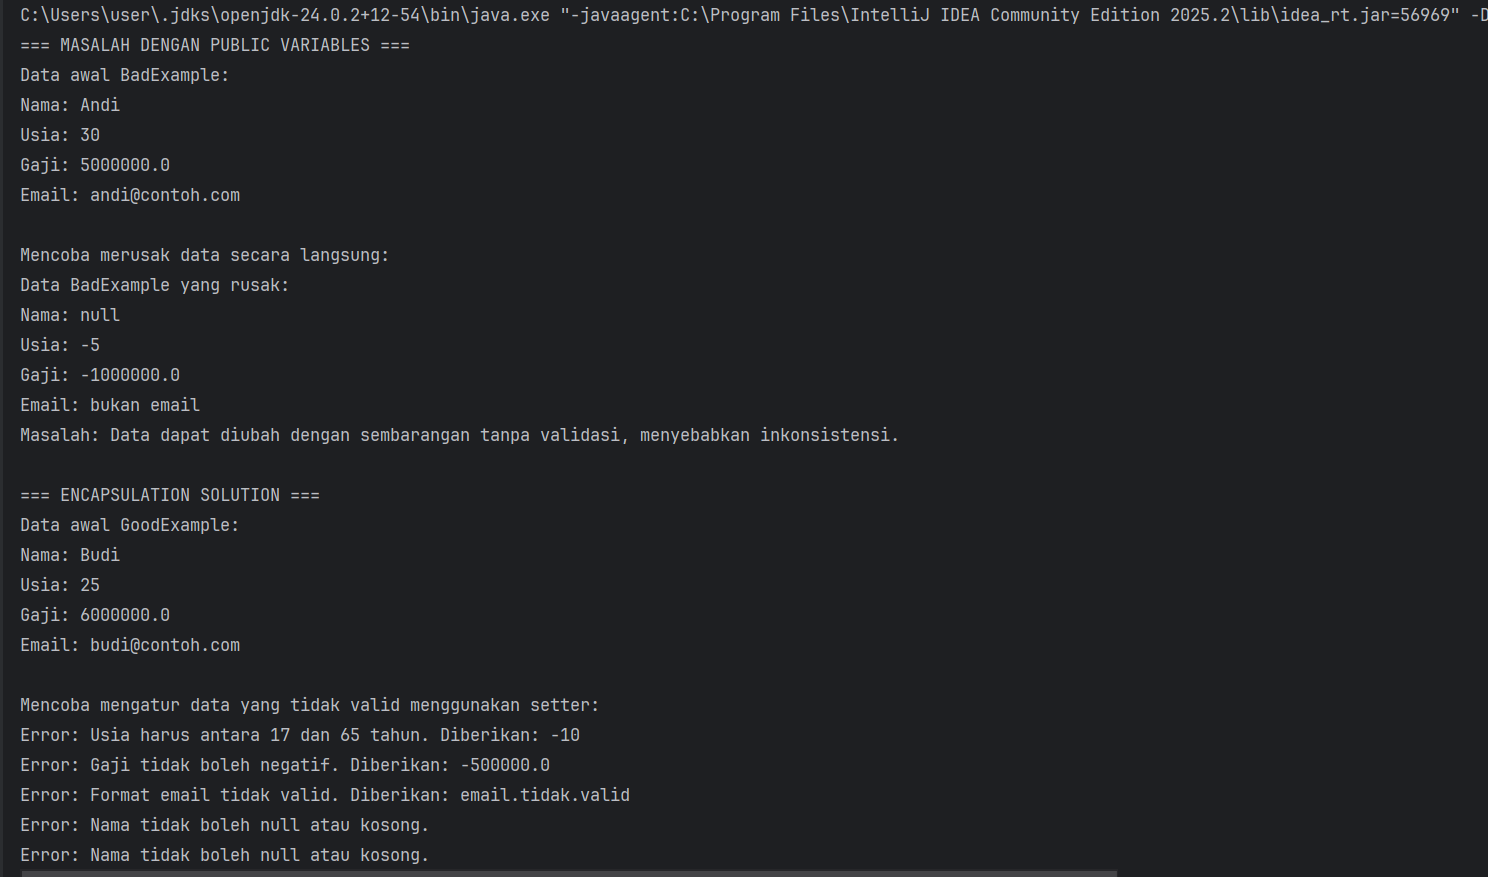 C:\Users\user\.jdks\openjdk-24.0.2+12-54\bin\java.exe "-javaagent:C:\Program Files\IntelliJ IDEA Community Edition 2025.2\lib\idea_rt.jar=56969" -D
=== MASALAH DENGAN PUBLIC VARIABLES ===
Data awal BadExample:
Nama: Andi
Usia: 30
Gaji: 5000000.0
Email: andi@contoh.com
Mencoba merusak data secara langsung:
Data BadExample yang rusak:
Nama: null
Usia: -5
Gaji: -1000000.0
Email: bukan email
Masalah: Data dapat diubah dengan sembarangan tanpa validasi, menyebabkan inkonsistensi.
=== ENCAPSULATION SOLUTION ===
Data awal GoodExample:
Nama: Budi
Usia: 25
Gaji: 6000000.0
Email: budi@contoh.com
Mencoba mengatur data yang tidak valid menggunakan setter:
Error: Usia harus antara 17 dan 65 tahun. Diberikan: -10
Error: Gaji tidak boleh negatif. Diberikan: -500000.0
Error: Format email tidak valid. Diberikan: email.tidak.valid
Error: Nama tidak boleh null atau kosong.
Error: Nama tidak boleh null atau kosong.